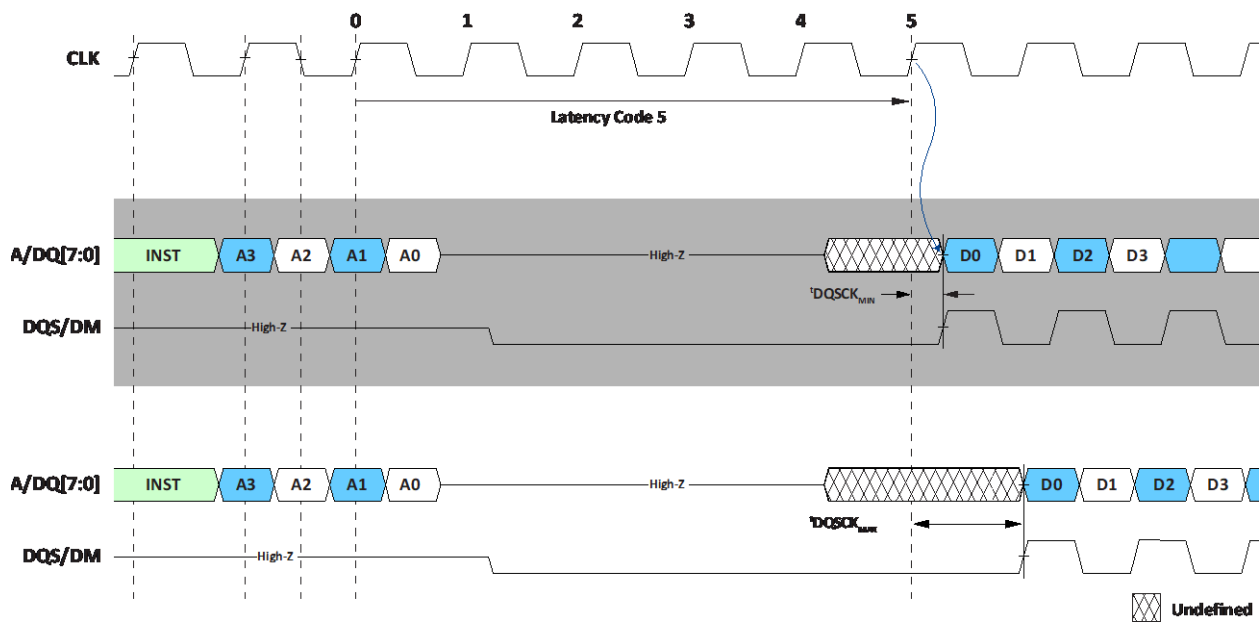 0 1 2 3 4 5
CLK
Latency Code 5
A/DQ[7:0] INST A3 A2 A1 A0 High-Z D0 D1 D2 D3
tDQSCKMIN
DQS/DM High-Z
A/DQ[7:0] INST A3 A2 A1 A0 High-Z D0 D1 D2 D3
tDQSCKMAX
DQS/DM High-Z
Undefined